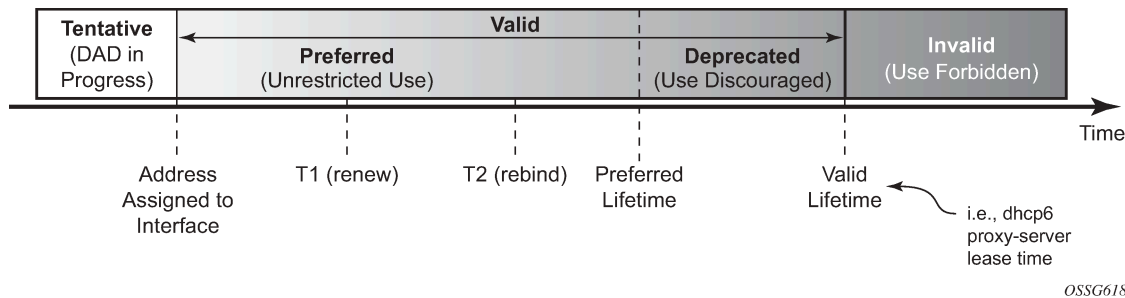 Tentative
(DAD in
Progress)
Valid
Preferred
(Unrestricted Use)
Deprecated
(Use Discouraged)
Invalid
(Use Forbidden)
Time
Address
Assigned to
Interface
T1 (renew)
T2 (rebind)
Preferred
Lifetime
Valid
Lifetime
i.e., dhcp6
proxy-server
lease time
OSSG618